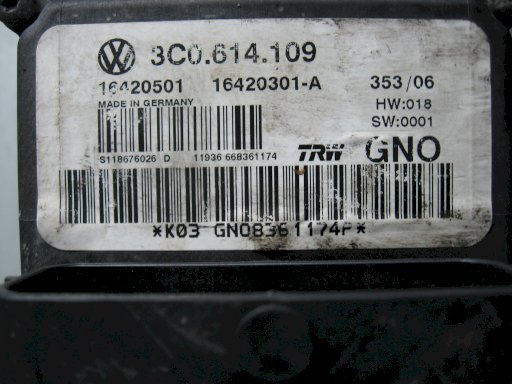 3C0.614.109
16420501 16420301-A 353/06
MADE IN GERMANY HW:018
SW:0001
S118676026 D 11936 668361174 TRW GNO
*K03 GNO8361174P*